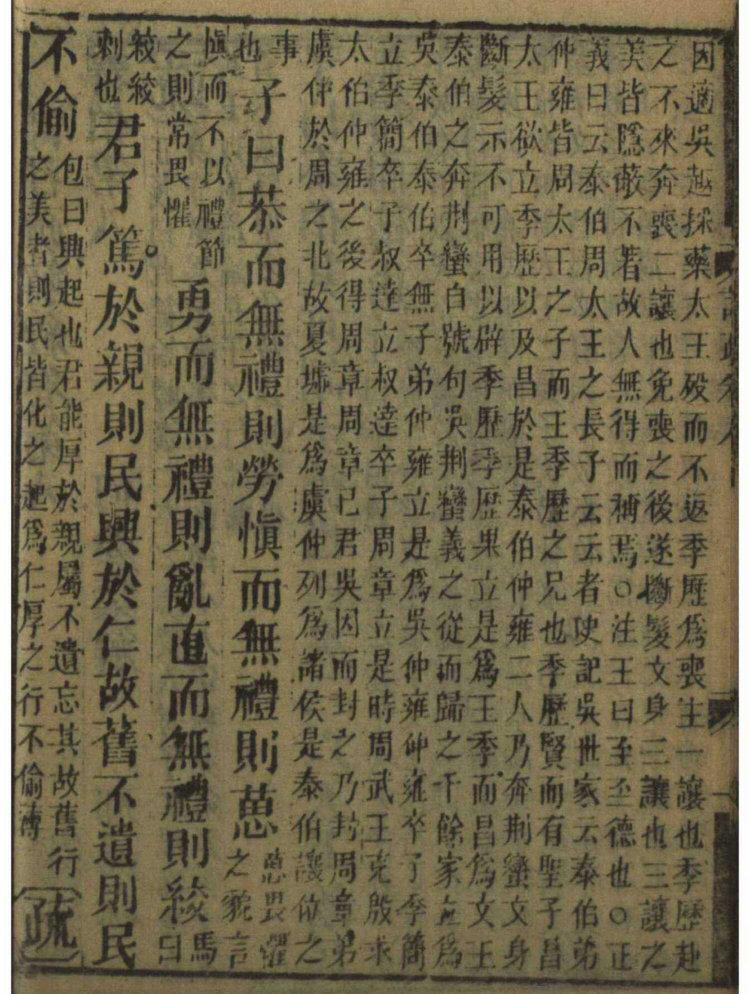 因適吳越採藥太王歿而不返季歷爲喪主一讓也季歷赴
之不來奔喪二讓也免喪之後遂斷髮文身三讓也三讓之
美皆隱蔽不著故人無得而稱焉○注王曰至至德也○正
義曰云泰伯周太王之長子云云者史記吳世家云泰伯弟
仲雍皆周太王之子而王季歷之兄也季歷賢而有聖子昌
太王欲立季歷以及昌於是泰伯仲雍二人乃奔荆蠻文身
斷髮示不可用以辟季歷季歷果立是爲王季而昌爲文王
泰伯之奔荆蠻自號句吳荆蠻義之從而歸之千餘家立爲
吳泰伯泰伯卒無子弟仲雍立是爲吳仲雍仲雍卒子季簡
立季簡卒子叔達立叔達卒子周章立是時周武王克殷求
太伯仲雍之後得周章周章已君吳因而封之乃封周章弟
虞仲於周之北故夏墟是爲虞仲列爲諸侯是泰伯讓位之
事也子曰恭而無禮則勞慎而無禮則葸葸畏懼之貌言
慎而不以禮節之則常畏懼勇而無禮則亂直而無禮則絞馬曰
絞絞刺也君子篤於親則民興於仁故舊不遺則民
不偷包曰興起也君能厚於親屬不遺忘其故舊行之美者則民皆化之起爲仁厚之行不偷薄疏